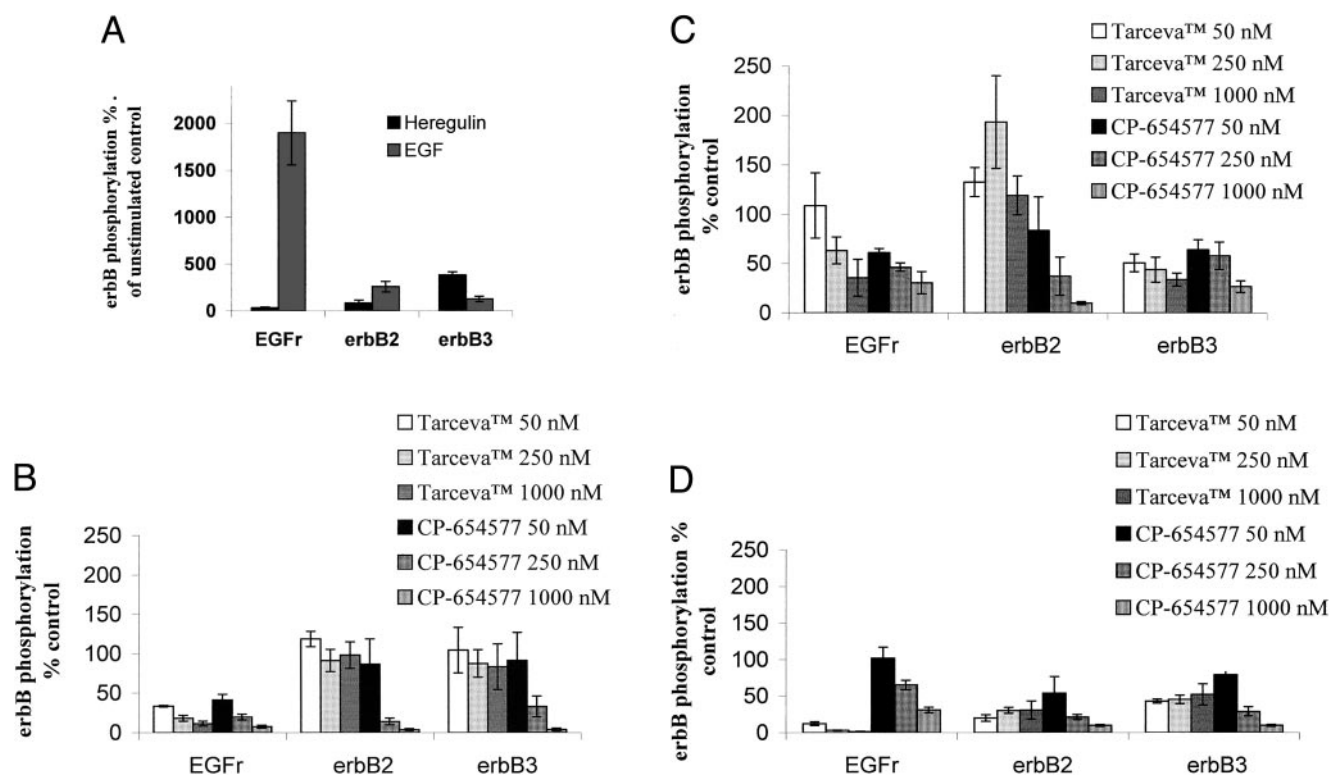 A
erbB phosphorylation % .
of unstimulated control
2000
1500
1000
500
0
Heregulin
EGF
EGFr
erbB2
erbB3
C
erbB phosphorylation
% control
250
200
150
100
50
0
Tarceva™ 50 nM
Tarceva™ 250 nM
Tarceva™ 1000 nM
CP-654577 50 nM
CP-654577 250 nM
CP-654577 1000 nM
EGFr
erbB2
erbB3
B
erbB phosphorylation
% control
250
200
150
100
50
0
Tarceva™ 50 nM
Tarceva™ 250 nM
Tarceva™ 1000 nM
CP-654577 50 nM
CP-654577 250 nM
CP-654577 1000 nM
EGFr
erbB2
erbB3
D
erbB phosphorylation %
control
250
200
150
100
50
0
Tarceva™ 50 nM
Tarceva™ 250 nM
Tarceva™ 1000 nM
CP-654577 50 nM
CP-654577 250 nM
CP-654577 1000 nM
EGFr
erbB2
erbB3